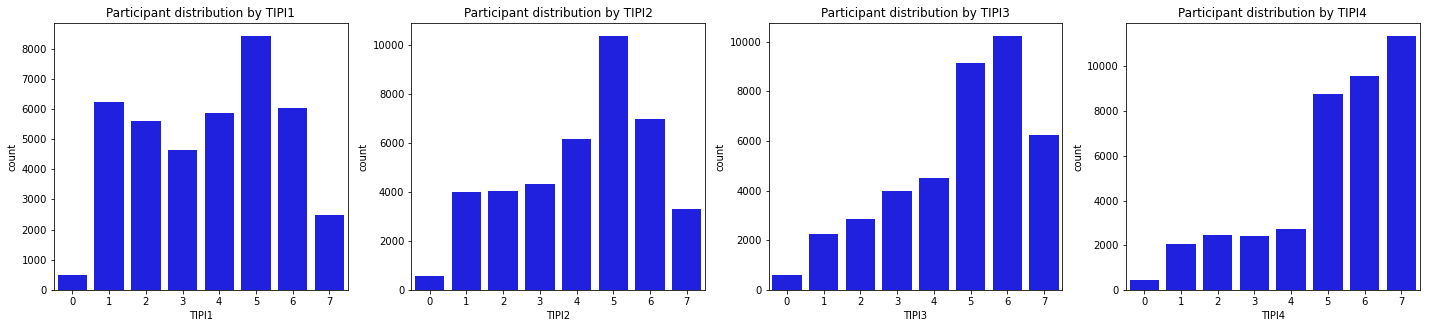 Participant distribution by TIPI1
8000
7000
6000
5000
4000
3000
2000
1000
0
count
0 1 2 3 4 5 6 7
TIPI1
Participant distribution by TIPI2
10000
8000
6000
4000
2000
0
count
0 1 2 3 4 5 6 7
TIPI2
Participant distribution by TIPI3
10000
8000
6000
4000
2000
0
count
0 1 2 3 4 5 6 7
TIPI3
Participant distribution by TIPI4
10000
8000
6000
4000
2000
0
count
0 1 2 3 4 5 6 7
TIPI4